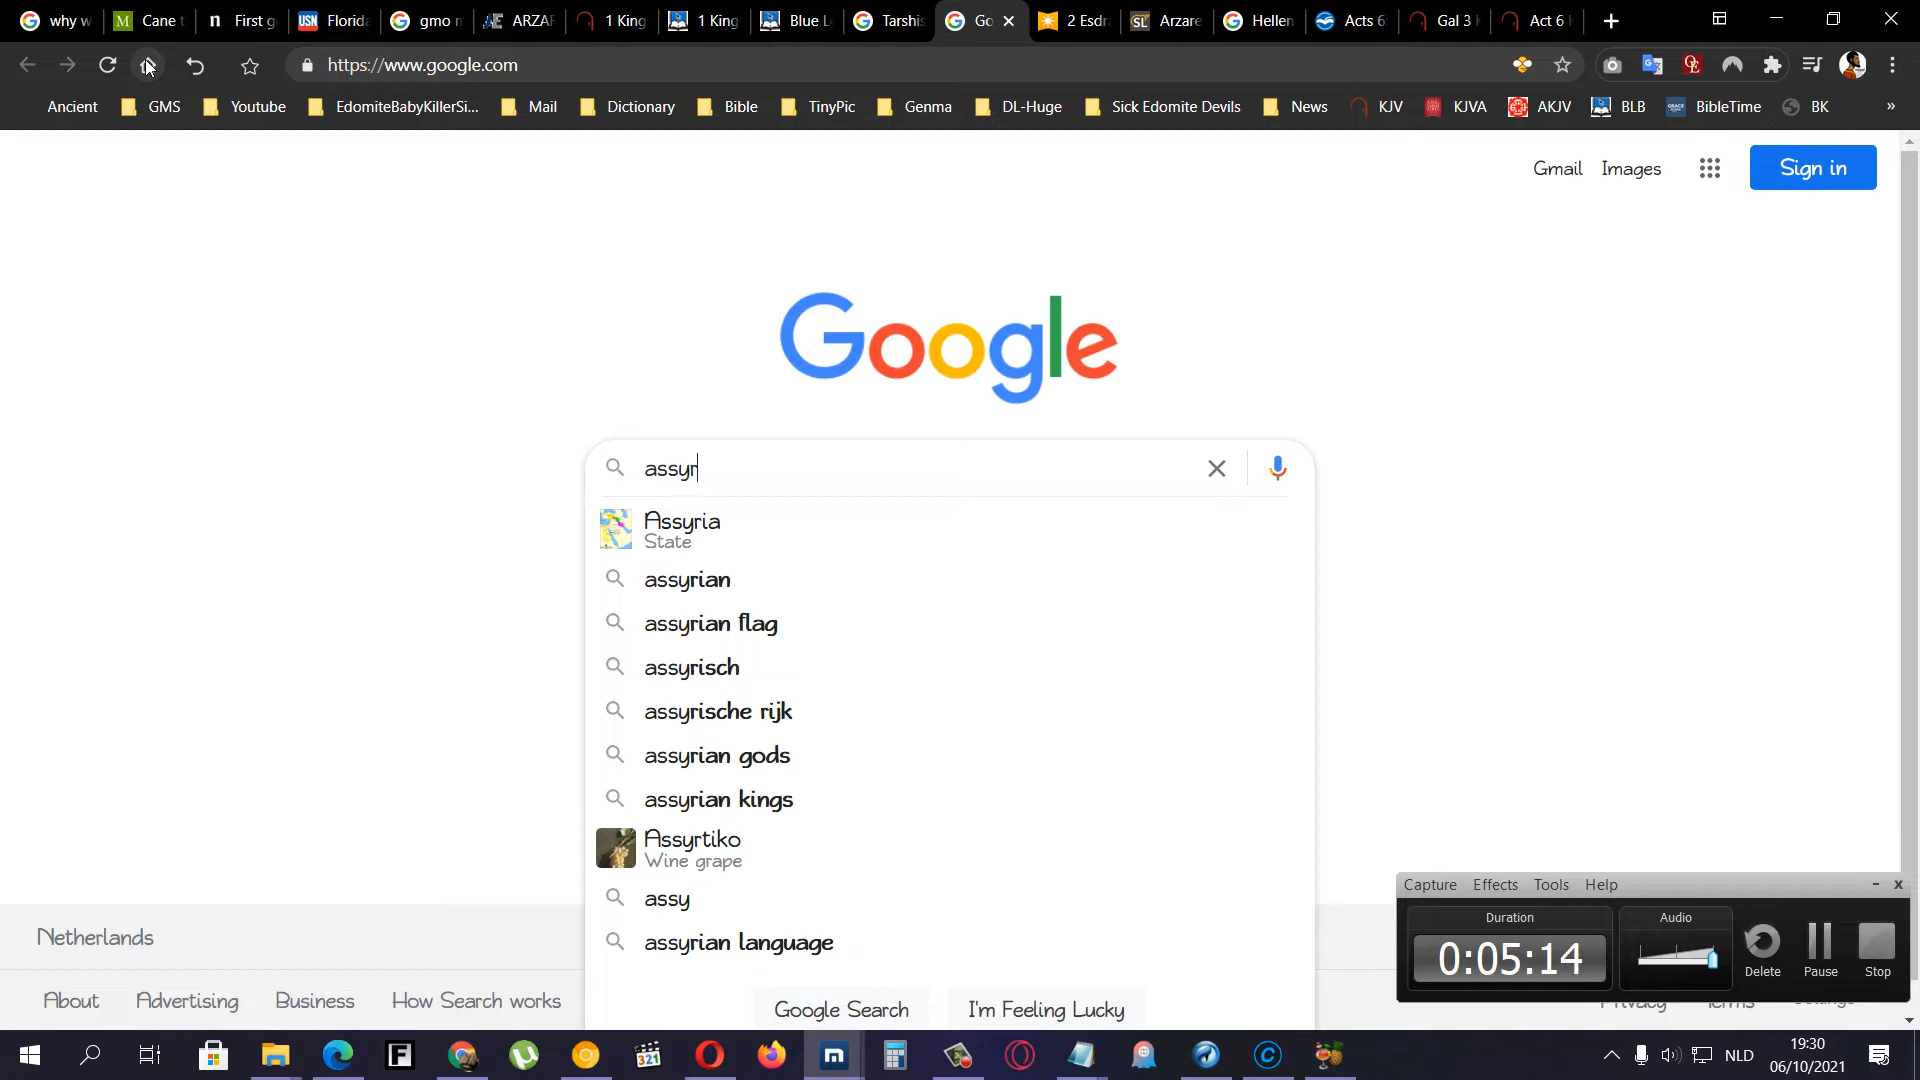 why w Cane t First g Florida gmo r ARZAR 1 King 1 King Blue L Tarshis Go 2 Esdr Arzare Hellen Acts 6 Gal 3 Act 6
https://www.google.com
Ancient GMS Youtube EdomiteBabyKillerSi... Mail Dictionary Bible TinyPic Genma DL-Huge Sick Edomite Devils News KJV KJVA AKJV BLB BibleTime BK »
Gmail Images Sign in
Google
assyr
Assyria
State
assyrian
assyrian flag
assyrisch
assyrische rijk
assyrian gods
assyrian kings
Assyrtiko
Wine grape
assy
assyrian language
Google Search I'm Feeling Lucky
Netherlands
About Advertising Business How Search works
Capture Effects Tools Help
Duration Audio
0:05:14
Delete Pause Stop
NLD
19:30
06/10/2021